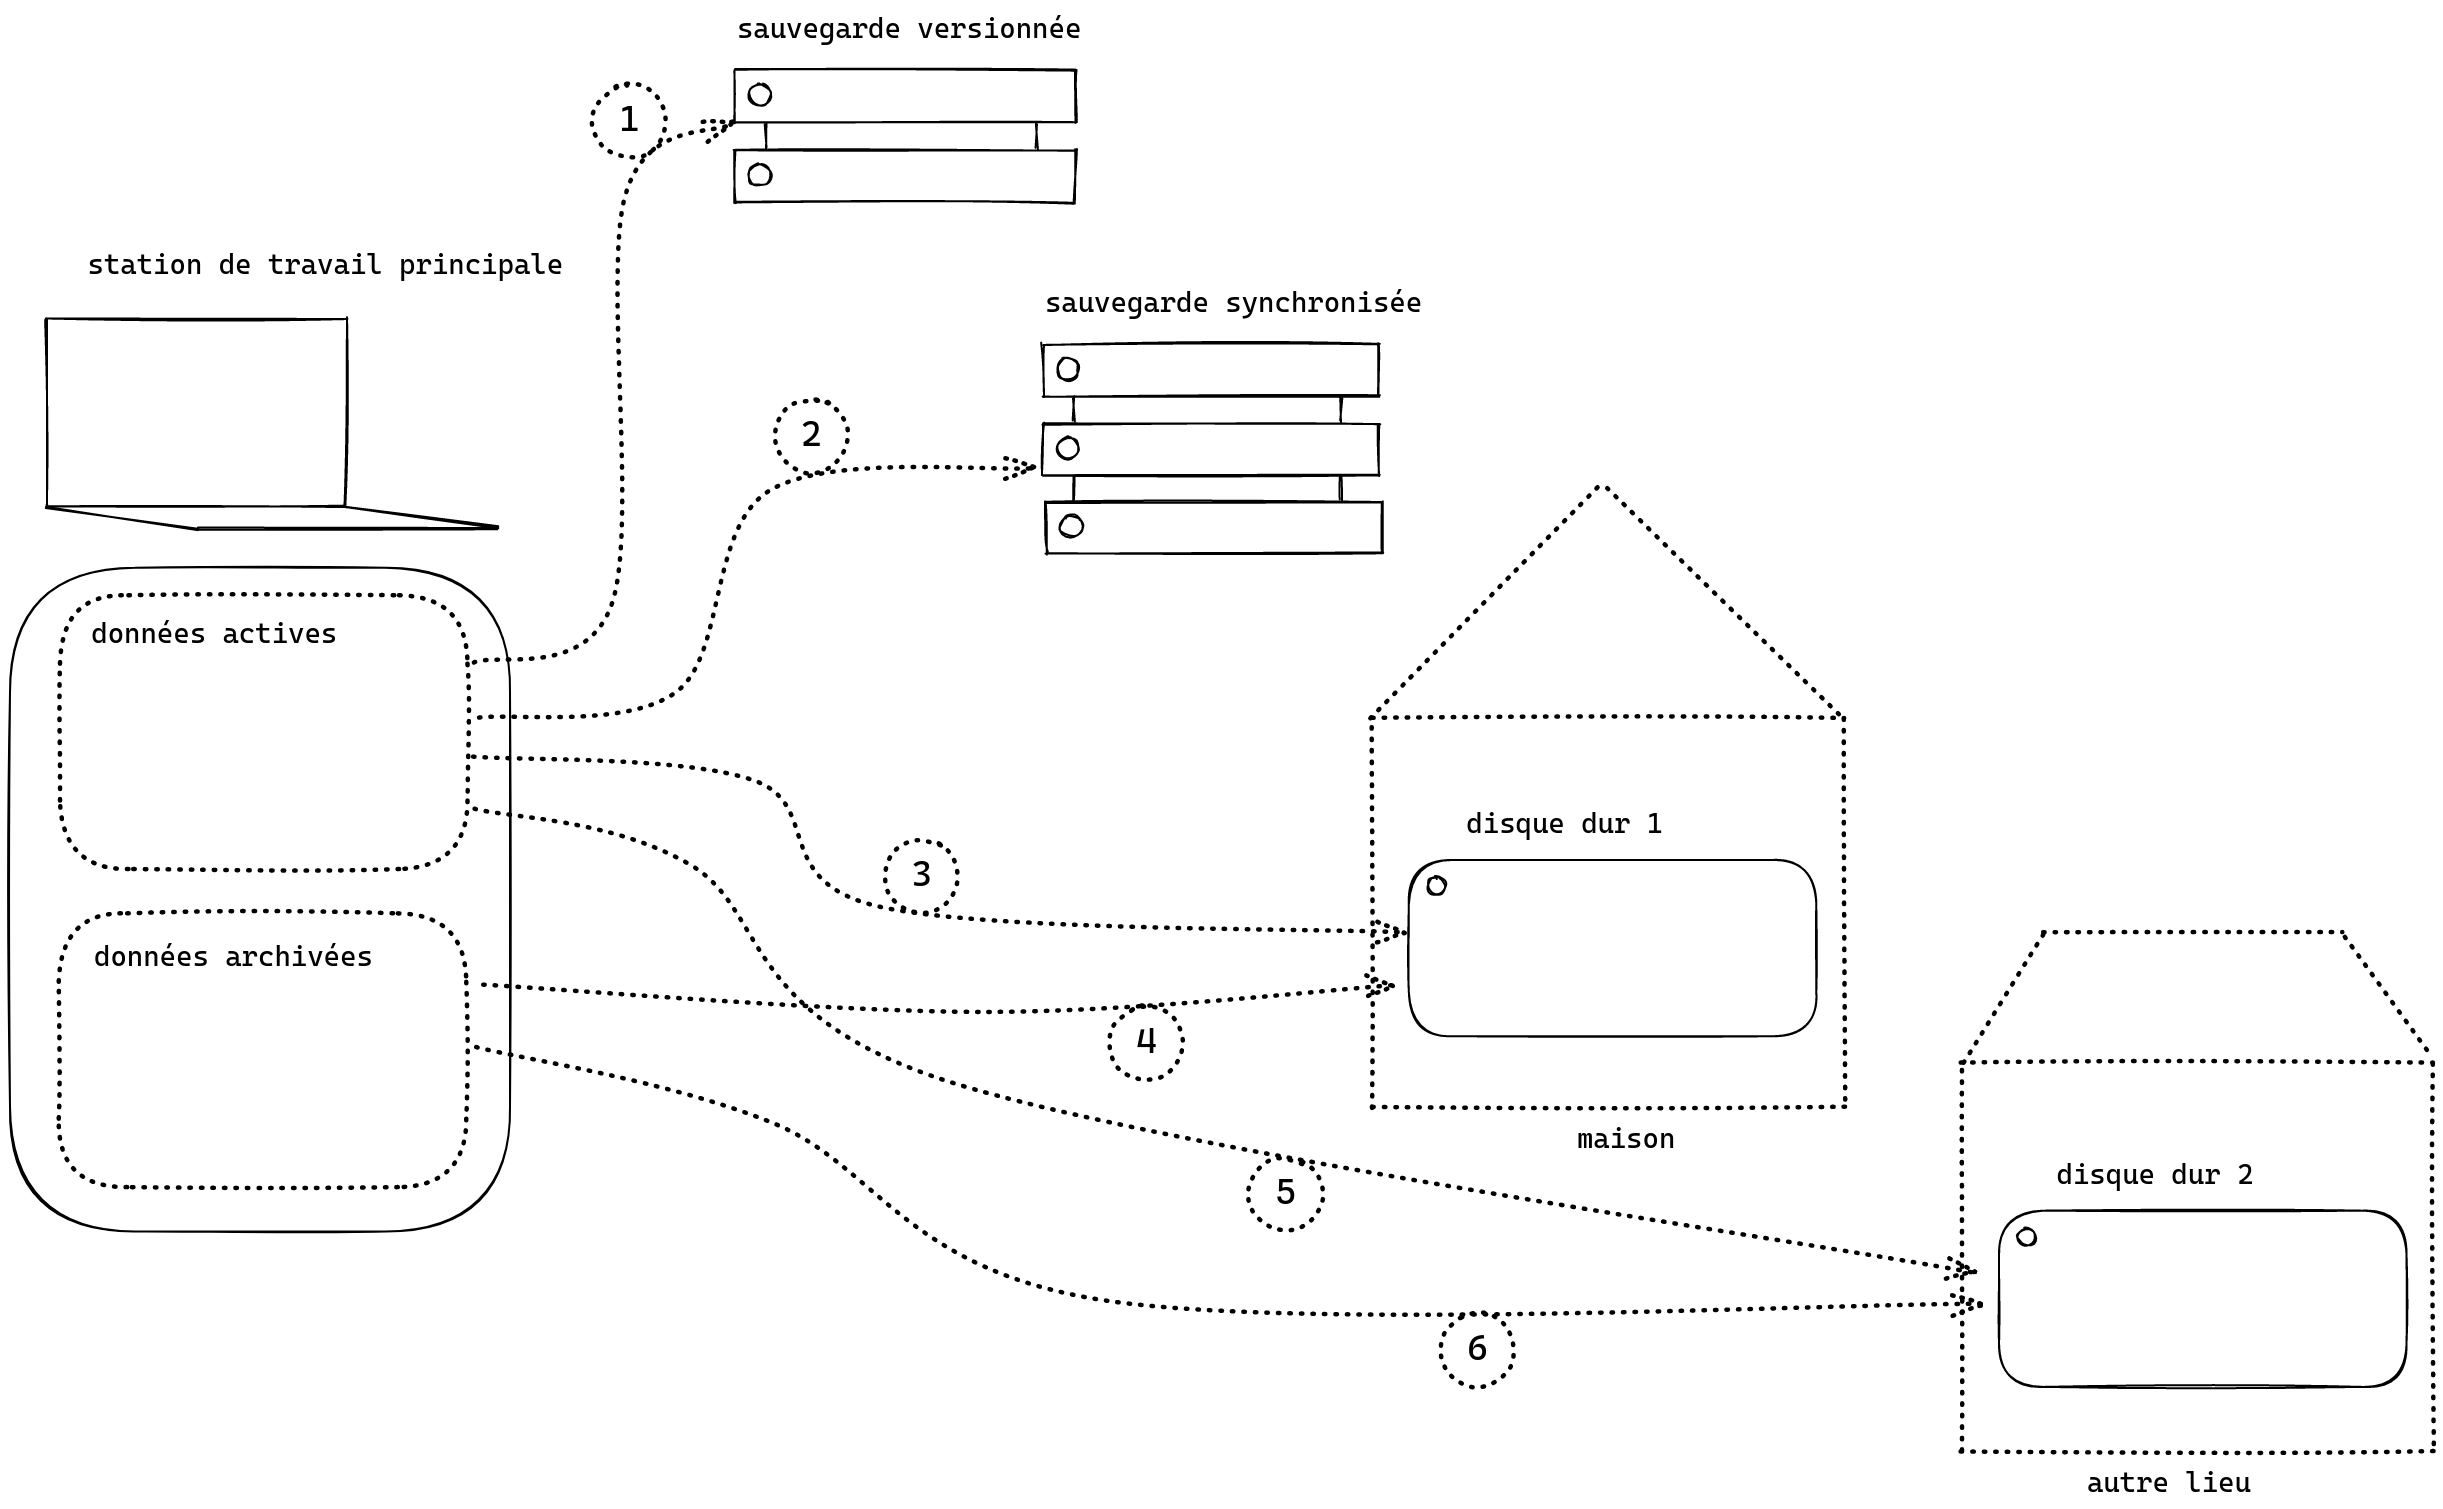 sauvegarde versionnée
1
station de travail principale
sauvegarde synchronisée
2
données actives
disque dur 1
3
données archivées
4
maison
disque dur 2
5
6
autre lieu